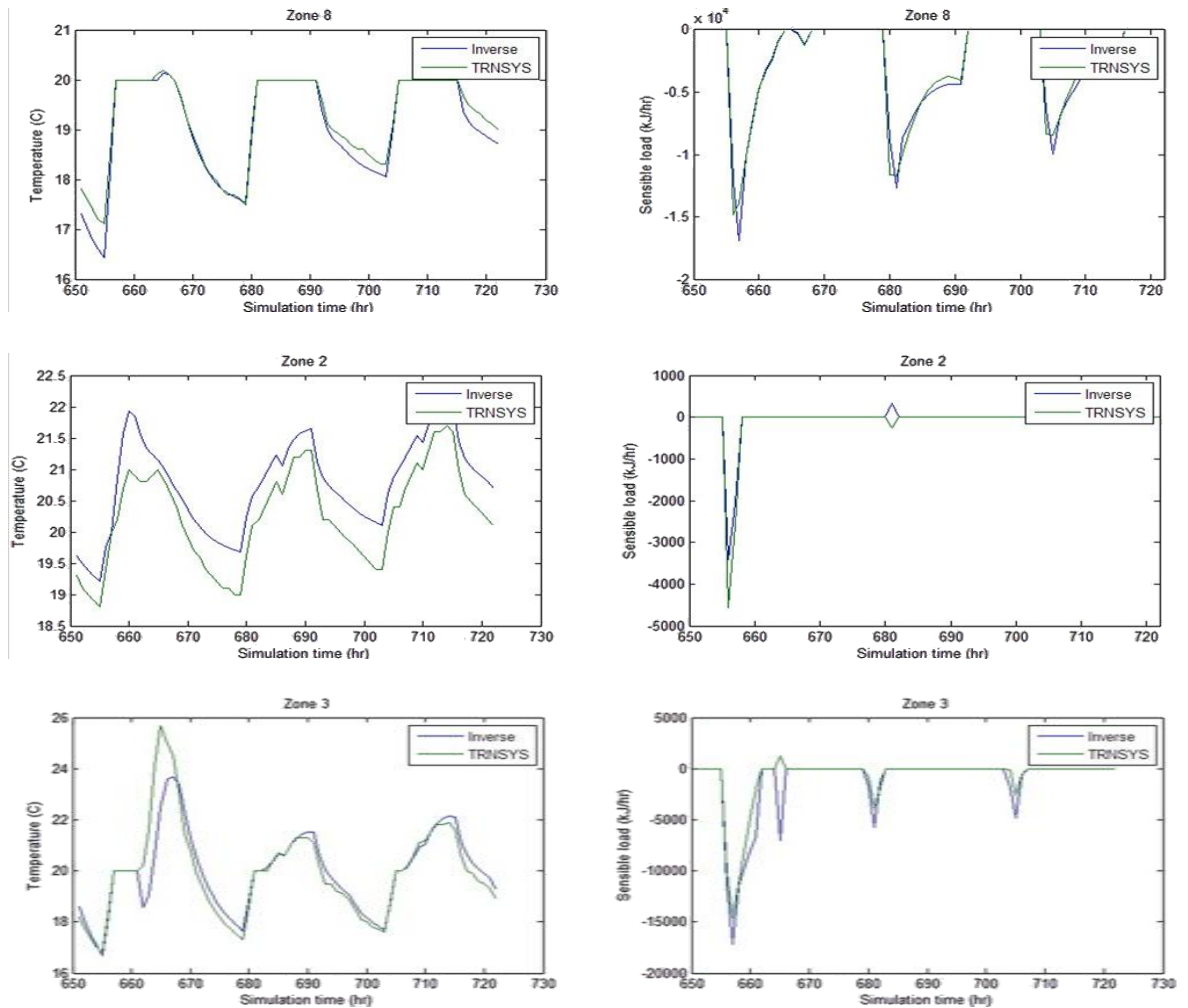 Zone 8
21
20
19
18
17
16
Temperature (C)
Inverse
TRNSYS
650 660 670 680 690 700 710 720 730
Simulation time (hr)
x 10⁴
Zone 8
0
-0.5
-1
-1.5
-2
Sensible load (kJ/hr)
Inverse
TRNSYS
650 660 670 680 690 700 710 720
Simulation time (hr)
Zone 2
22.5
22
21.5
21
20.5
20
19.5
19
18.5
Temperature (C)
Inverse
TRNSYS
650 660 670 680 690 700 710 720 730
Simulation time (hr)
Zone 2
1000
0
-1000
-2000
-3000
-4000
-5000
Sensible load (kJ/hr)
Inverse
TRNSYS
650 660 670 680 690 700 710 720
Simulation time (hr)
Zone 3
26
24
22
20
18
16
Temperature (C)
Inverse
TRNSYS
650 660 670 680 690 700 710 720 730
Simulation time (hr)
Zone 3
5000
0
-5000
-10000
-15000
-20000
Sensible load (kJ/hr)
Inverse
TRNSYS
650 660 670 680 690 700 710 720 730
Simulation time (hr)